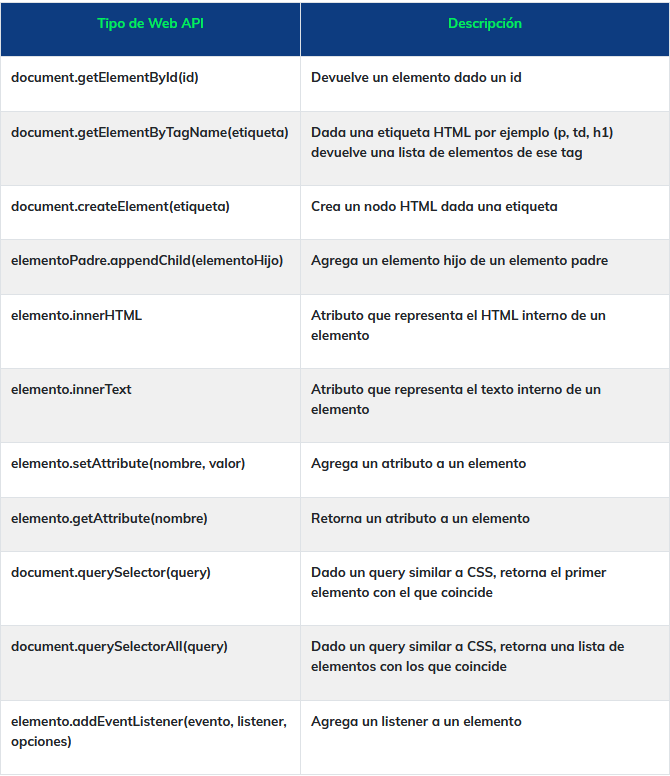 Tipo de Web API
Descripción
document.getElementById(id)
Devuelve un elemento dado un id
document.getElementByTagName(etiqueta)
Dada una etiqueta HTML por ejemplo (p, td, h1)
devuelve una lista de elementos de ese tag
document.createElement(etiqueta)
Crea un nodo HTML dada una etiqueta
elementoPadre.appendChild(elementoHijo)
Agrega un elemento hijo de un elemento padre
elemento.innerHTML
Atributo que representa el HTML interno de un
elemento
elemento.innerText
Atributo que representa el texto interno de un
elemento
elemento.setAttribute(nombre, valor)
Agrega un atributo a un elemento
elemento.getAttribute(nombre)
Retorna un atributo a un elemento
document.querySelector(query)
Dado un query similar a CSS, retorna el primer
elemento con el que coincide
document.querySelectorAll(query)
Dado un query similar a CSS, retorna una lista de
elementos con los que coincide
elemento.addEventListener(evento, listener,
opciones)
Agrega un listener a un elemento